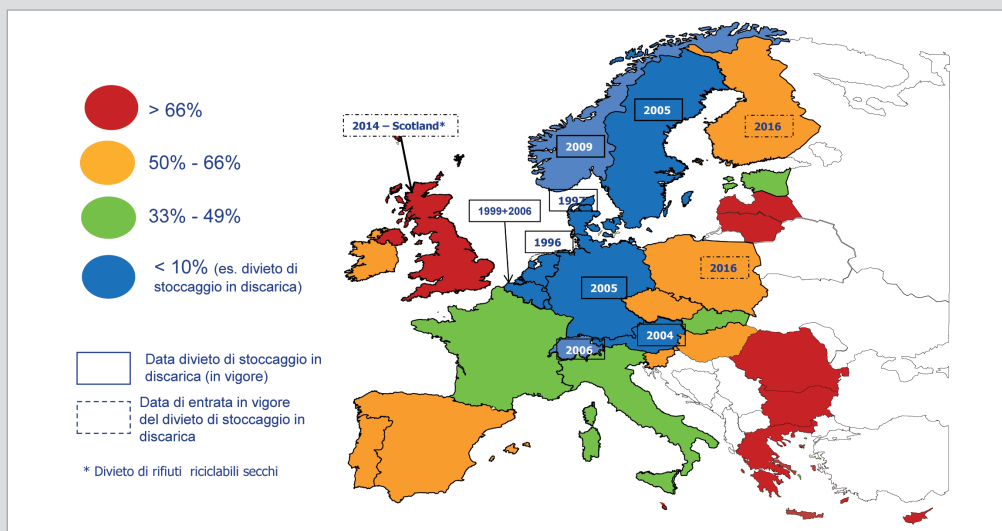 > 66%
50% - 66%
33% - 49%
< 10% (es. divieto di
stoccaggio in discarica)
Data divieto di stoccaggio in
discarica (in vigore)
Data di entrata in vigore
del divieto di stoccaggio in
discarica
* Divieto di rifiuti riciclabili secchi
2014 – Scotland*
2009
2005
2016
1997
1999+2006
1996
2005
2016
2004
2006